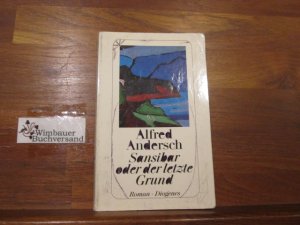 Alfred
Andersch
Sansibar
oder der letzte
Grund
Roman · Diogenes
Wimbauer
Buchversand